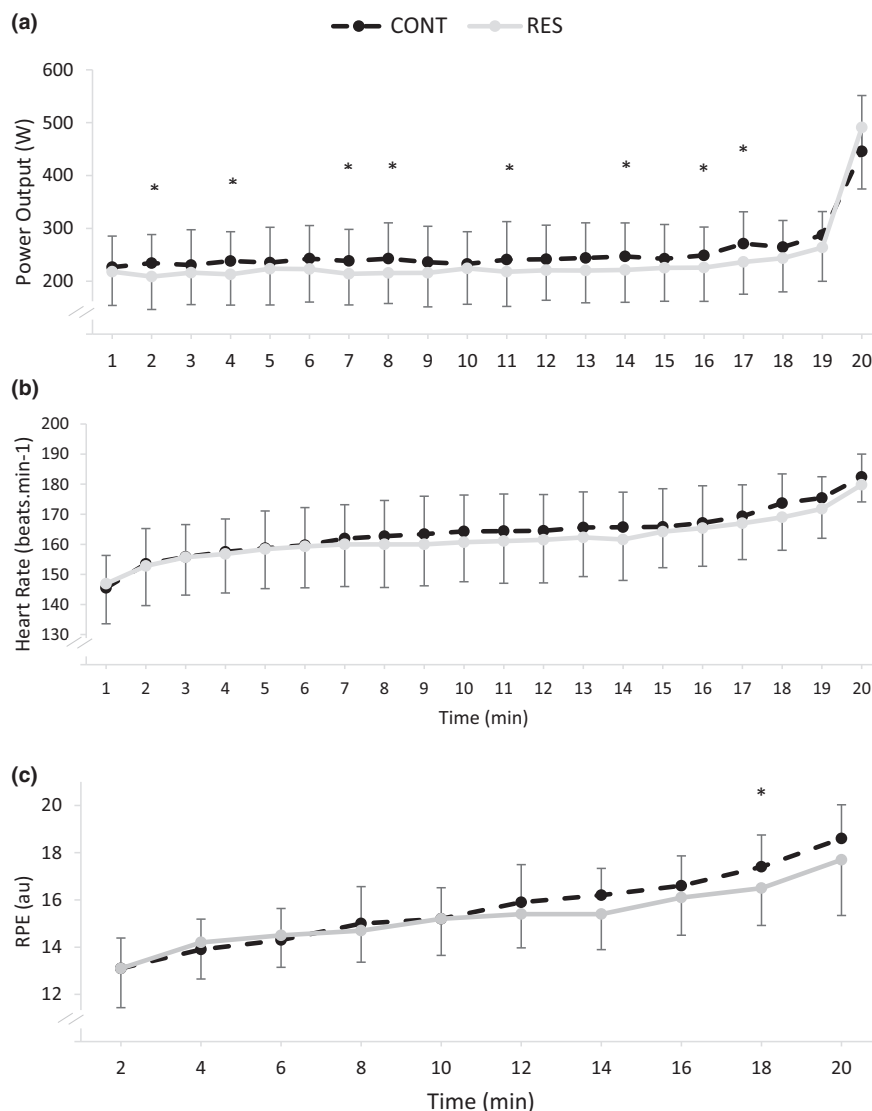 (a)
CONT RES
600
500
400
300
200
Power Output (W)
* * * * * * * *
1 2 3 4 5 6 7 8 9 10 11 12 13 14 15 16 17 18 19 20
(b)
200
190
180
170
160
150
140
130
Heart Rate (beats.min-1)
1 2 3 4 5 6 7 8 9 10 11 12 13 14 15 16 17 18 19 20
Time (min)
(c)
20
18
16
14
12
RPE (au)
*
2 4 6 8 10 12 14 16 18 20
Time (min)